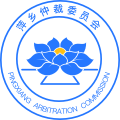 萍乡仲裁委员会
PINGXIANG ARBITRATION COMMISSION